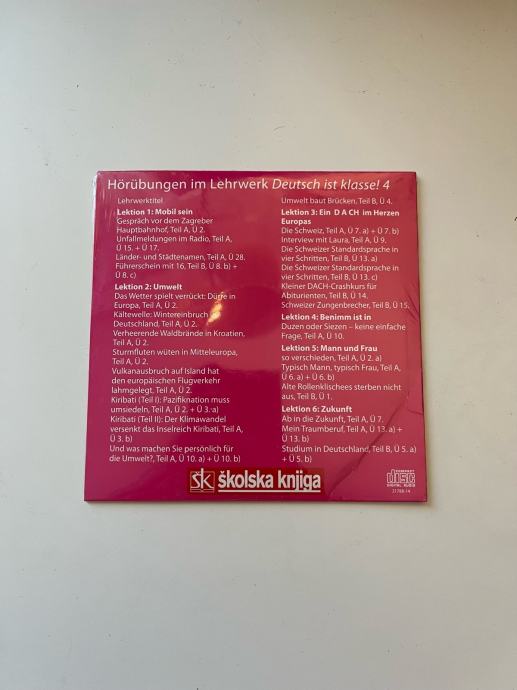 Hörübungen im Lehrwerk Deutsch ist klasse! 4
Lehrwerktitel
Lektion 1: Mobil sein
Gespräch vor dem Zagreber
Hauptbahnhof, Teil A, Ü 2.
Unfallmeldungen im Radio, Teil A,
Ü 15. + Ü 17.
Länder- und Städtenamen, Teil A, Ü 28.
Führerschein mit 16, Teil B, Ü 8. b) +
Ü 8. c)
Lektion 2: Umwelt
Das Wetter spielt verrückt: Dürre in
Europa, Teil A, Ü 2.
Kältewelle: Wintereinbruch in
Deutschland, Teil A, Ü 2.
Verheerende Waldbrände in Kroatien,
Teil A, Ü 2.
Sturmfluten wüten in Mitteleuropa,
Teil A, Ü 2.
Vulkanausbruch auf Island hat
den europäischen Flugverkehr
lahmgelegt, Teil A, Ü 2.
Kiribati (Teil I): Pazifiknation muss
umsiedeln, Teil A, Ü 2. + Ü 3. a)
Kiribati (Teil II): Der Klimawandel
versenkt das Inselreich Kiribati, Teil A,
Ü 3. b)
Und was machen Sie persönlich für
die Umwelt?, Teil A, Ü 10. a) + Ü 10. b)
Umwelt baut Brücken, Teil B, Ü 4.
Lektion 3: Ein D A CH im Herzen
Europas
Die Schweiz, Teil A, Ü 7. a) + 7. b)
Interview mit Laura, Teil A, Ü 9.
Die Schweizer Standardsprache in
vier Schritten, Teil B, Ü 13. a)
Die Schweizer Standardsprache in
vier Schritten, Teil B, Ü 13. c)
Kleiner DACH-Crashkurs für
Abiturienten, Teil B, Ü 14.
Schweizer Zungenbrecher, Teil B, Ü 15.
Lektion 4: Benimm ist in
Duzen oder Siezen – keine einfache
Frage, Teil A, Ü 10.
Lektion 5: Mann und Frau
so verschieden, Teil A, Ü 2. a)
Typisch Mann, typisch Frau, Teil A,
Ü 6. a) + Ü 6. b)
Alte Rollenklischees sterben nicht
aus, Teil B, Ü 1.
Lektion 6: Zukunft
Ab in die Zukunft, Teil A, Ü 7.
Mein Traumberuf, Teil A, Ü 13. a) +
Ü 13. b)
Studium in Deutschland, Teil B, Ü 5. a)
+ Ü 5. b)
šk školska knjiga
COMPACT
disc
DIGITAL AUDIO